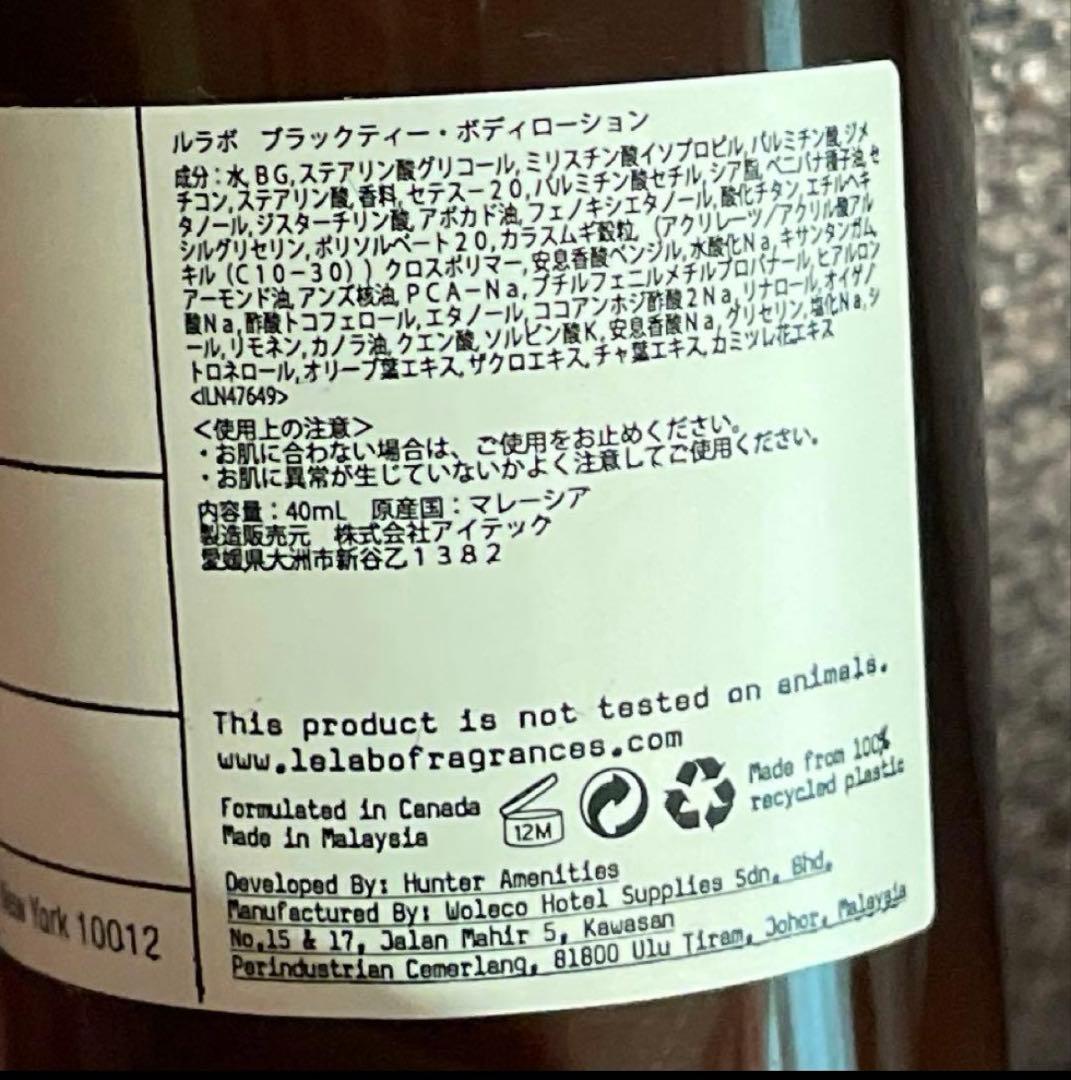 ルラボ ブラックティー・ボディローション
成分：水,BG,ステアリン酸グリコール,ミリスチン酸イソプロピル,パルミチン酸,ジメ
チコン,ステアリン酸,香料,セテス－20,パルミチン酸セチル,シア脂,ベニバナ種子油,セ
タノール,ジステアリン酸,アボカド油,フェノキシエタノール,酸化チタン,エチルヘキ
シルグリセリン,ポリソルベート20,カラスムギ穀粒,（アクリレーツ／アクリル酸アル
キル（C10－30））クロスポリマー,安息香酸ベンジル,水酸化Na,キサンタンガム,
アーモンド油,アンズ核油,PCA－Na,ブチルフェニルメチルプロパナール,ヒアルロン
酸Na,酢酸トコフェロール,エタノール,ココアンホジ酢酸2Na,リナロール,オイゲノ
ール,リモネン,カノラ油,クエン酸,ソルビン酸K,安息香酸Na,グリセリン,塩化Na,シ
トロネロール,オリーブ葉エキス,ザクロエキス,チャ葉エキス,カミツレ花エキス
<ILN47649>
＜使用上の注意＞
・お肌に合わない場合は、ご使用をお止めください。
・お肌に異常が生じていないかよく注意してご使用ください。
内容量：40mL 原産国：マレーシア
製造販売元 株式会社アイテック
愛媛県大洲市新谷乙1382
This product is not tested on animals.
www.lelabofragrances.com
Formulated in Canada
Made in Malaysia
12M
Made from 100%
recycled plastic
Developed By: Hunter Amenities
Manufactured By: Woleco Hotel Supplies Sdn. Bhd.
No.15 & 17, Jalan Mahir 5, Kawasan
Perindustrian Cemerlang, 81800 Ulu Tiram, Johor, Malaysia
New York 10012